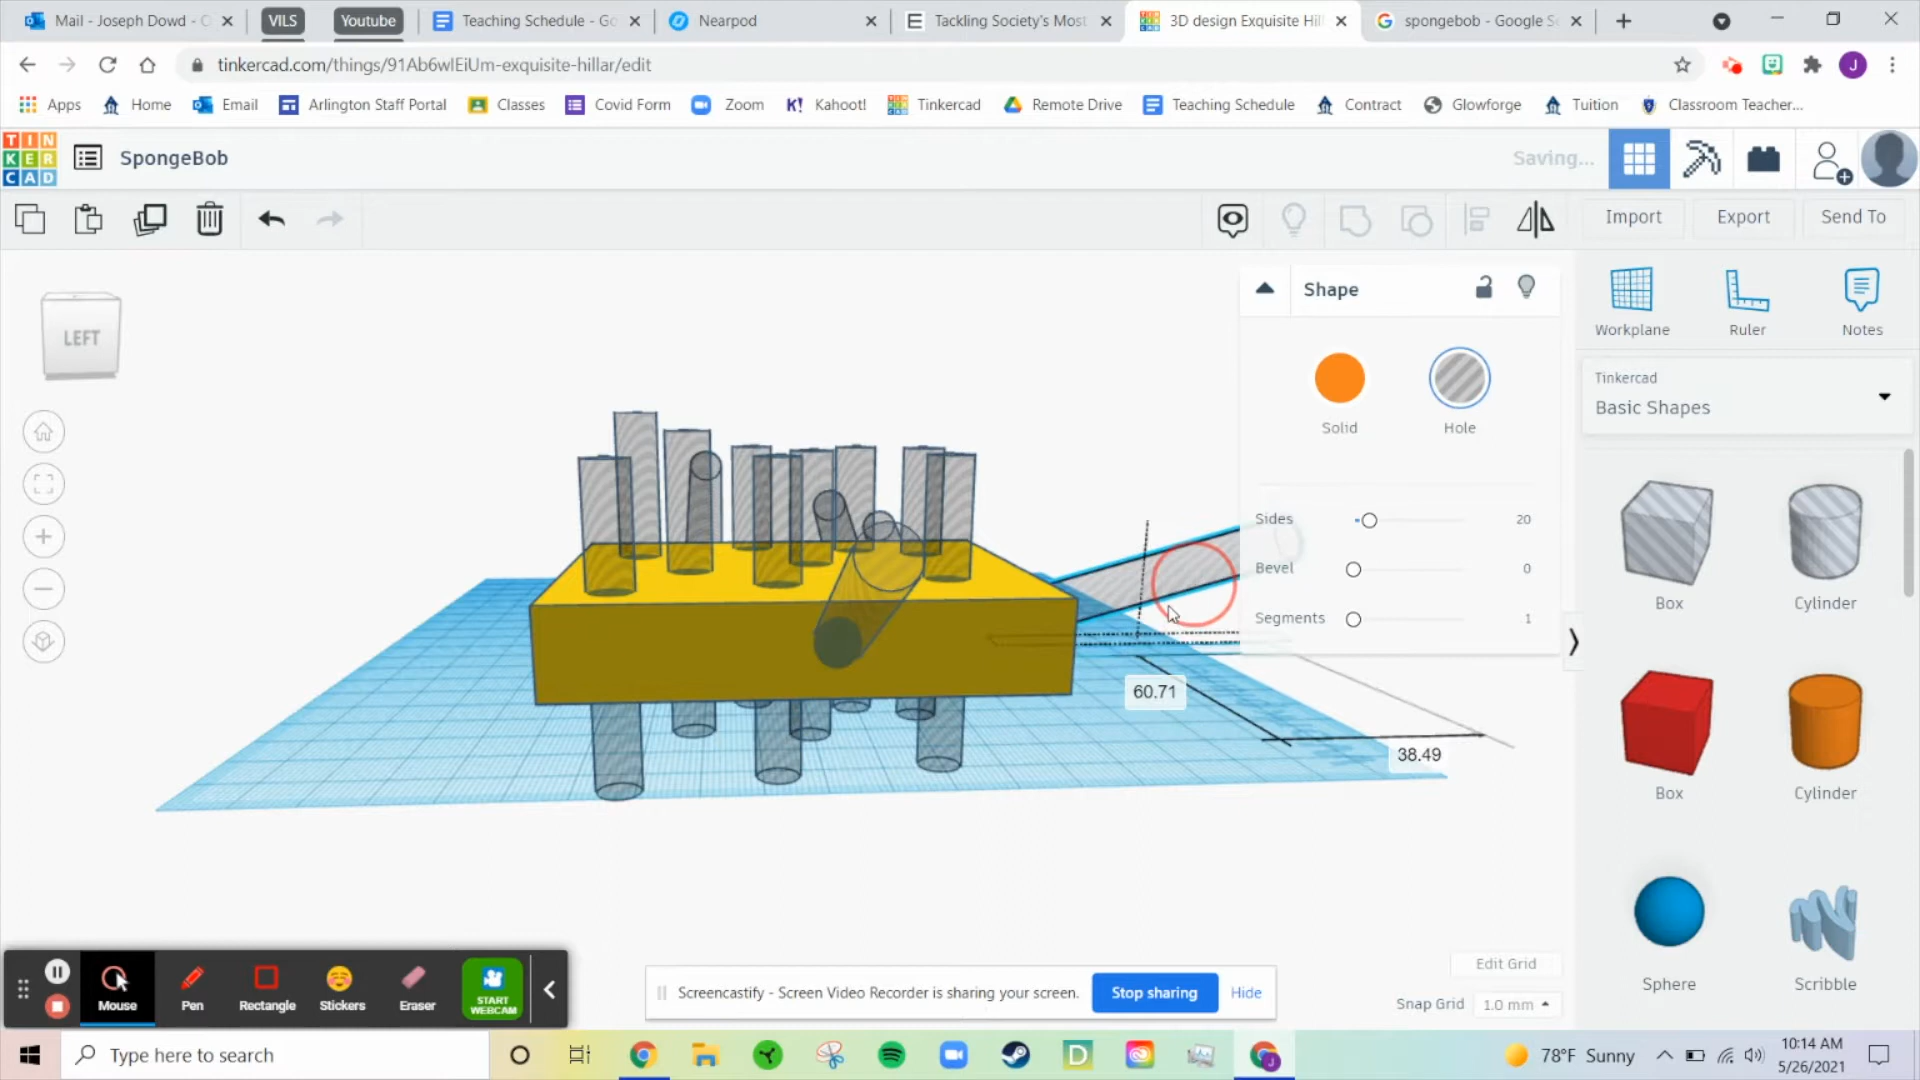 Mail - Joseph Dowd - O
VILS
Youtube
Teaching Schedule - Go
Nearpod
Tackling Society's Most
3D design Exquisite Hil
spongebob - Google Se
tinkercad.com/things/91Ab6wlEiUm-exquisite-hillar/edit
J
Apps
Home
Email
Arlington Staff Portal
Classes
Covid Form
Zoom
K! Kahoot!
Tinkercad
Remote Drive
Teaching Schedule
Contract
Glowforge
Tuition
Classroom Teacher...
TIN
KER
CAD
SpongeBob
Saving...
Import
Export
Send To
LEFT
Shape
Solid
Hole
Sides
20
Bevel
0
Segments
1
60.71
38.49
Workplane
Ruler
Notes
Tinkercad
Basic Shapes
Box
Cylinder
Box
Cylinder
Sphere
Scribble
Edit Grid
Snap Grid
1.0 mm
Mouse
Pen
Rectangle
Stickers
Eraser
START
WEBCAM
Screencastify - Screen Video Recorder is sharing your screen.
Stop sharing
Hide
Type here to search
D
J
78°F Sunny
10:14 AM
5/26/2021